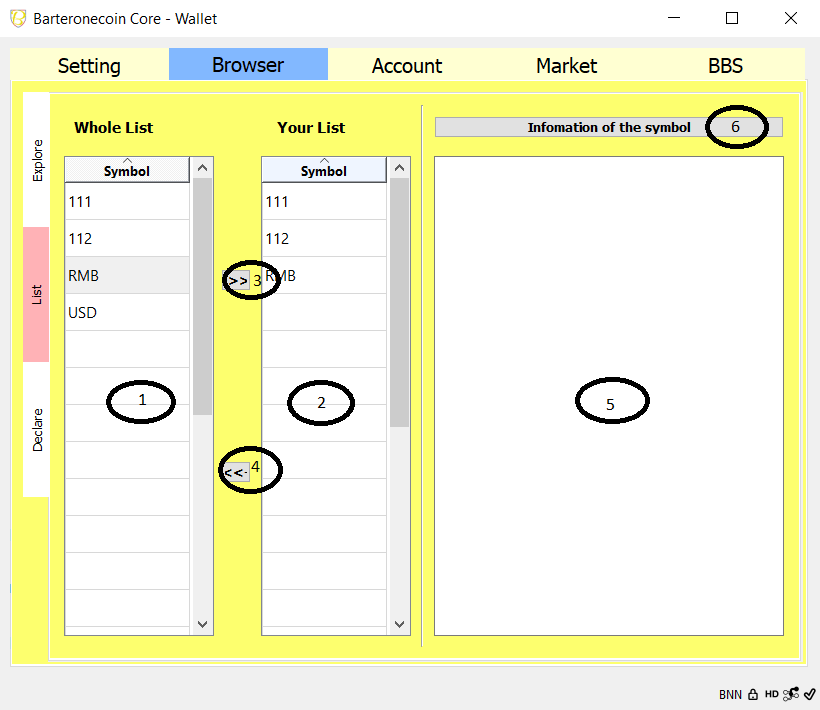 Barteronecoin Core - Wallet
Setting Browser Account Market BBS
Explore
List
Declare
Whole List
Your List
Infomation of the symbol 6
Symbol
111
112
RMB
USD
1
>> 3
<<- 4
Symbol
111
112
RMB
2
5
BNN HD